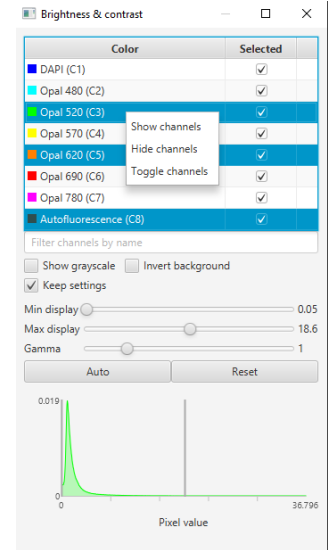 Brightness & contrast
Color Selected
DAPI (C1)
Opal 480 (C2)
Opal 520 (C3)
Opal 570 (C4)
Opal 620 (C5)
Opal 690 (C6)
Opal 780 (C7)
Autofluorescence (C8)
Show channels
Hide channels
Toggle channels
Filter channels by name
Show grayscale Invert background
Keep settings
Min display 0.05
Max display 18.6
Gamma 1
Auto Reset
0.019
0
0 36.796
Pixel value